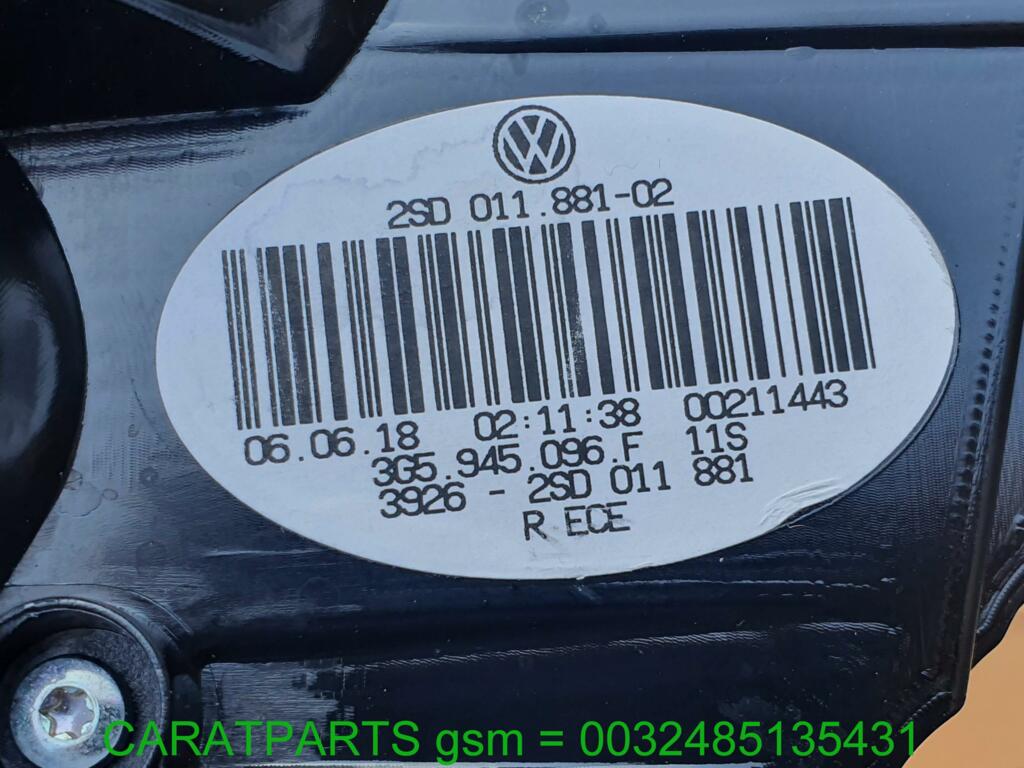 2SD 011.881-02
06.06.18 02:11:38 00211443
3G5.945.096.F 11S
3926 - 2SD 011 881
R ECE
CARATPARTS gsm = 0032485135431